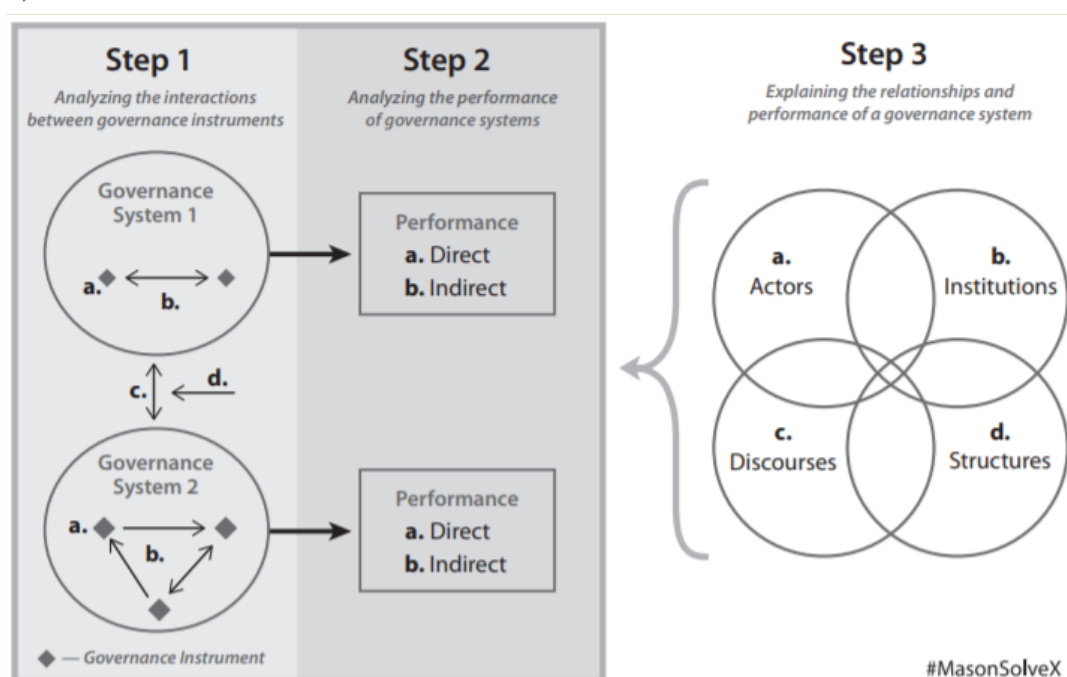 Step 1
Analyzing the interactions
between governance instruments
Governance
System 1
a.
b.
c.
d.
Governance
System 2
a.
b.
◆ — Governance Instrument
Step 2
Analyzing the performance
of governance systems
Performance
a. Direct
b. Indirect
Performance
a. Direct
b. Indirect
Step 3
Explaining the relationships and
performance of a governance system
a.
Actors
b.
Institutions
c.
Discourses
d.
Structures
#MasonSolveX